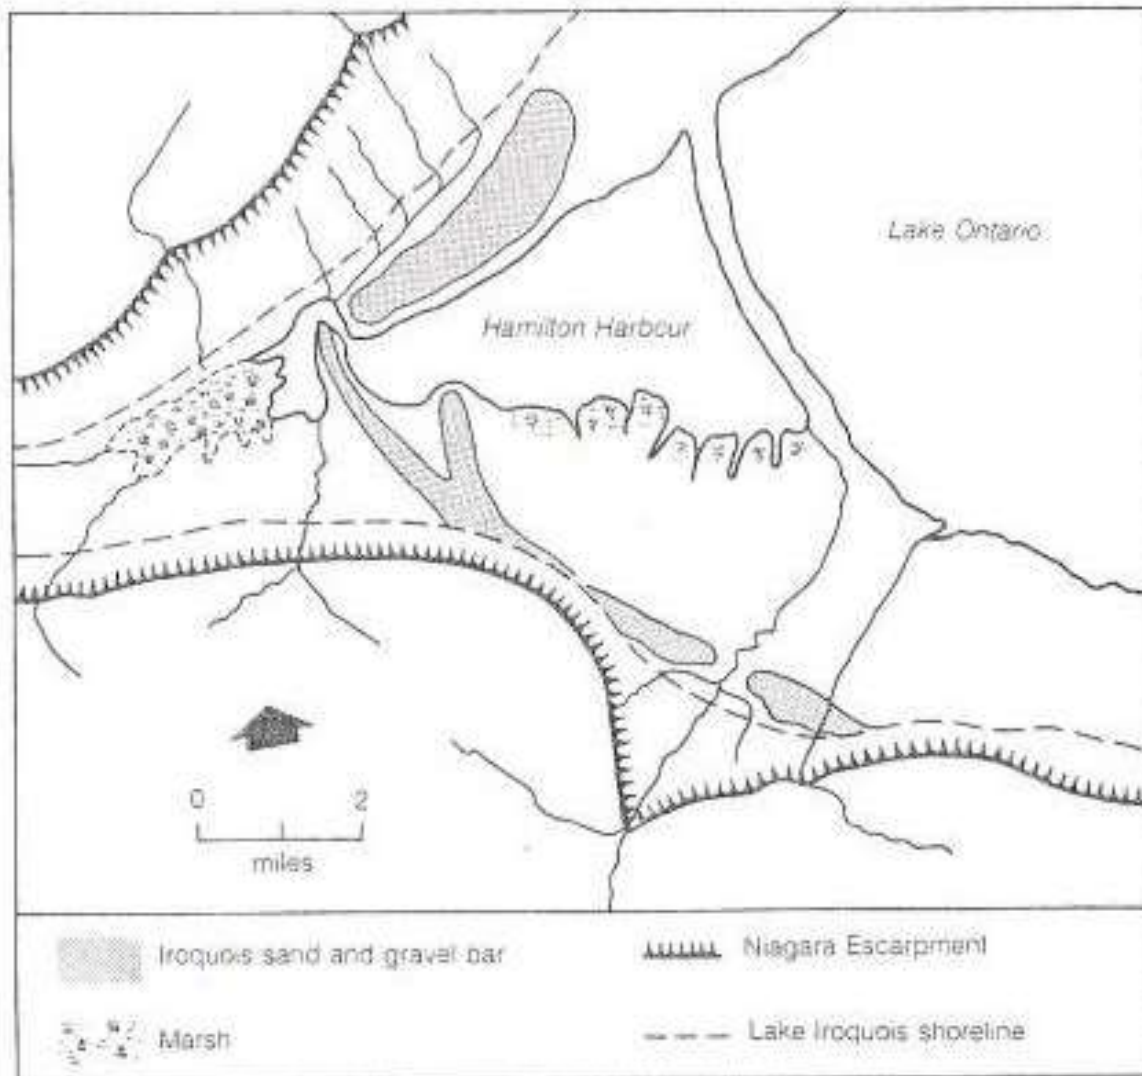 Lake Ontario
Hamilton Harbour
0 2
miles
Iroquois sand and gravel bar
Niagara Escarpment
Marsh
Lake Iroquois shoreline